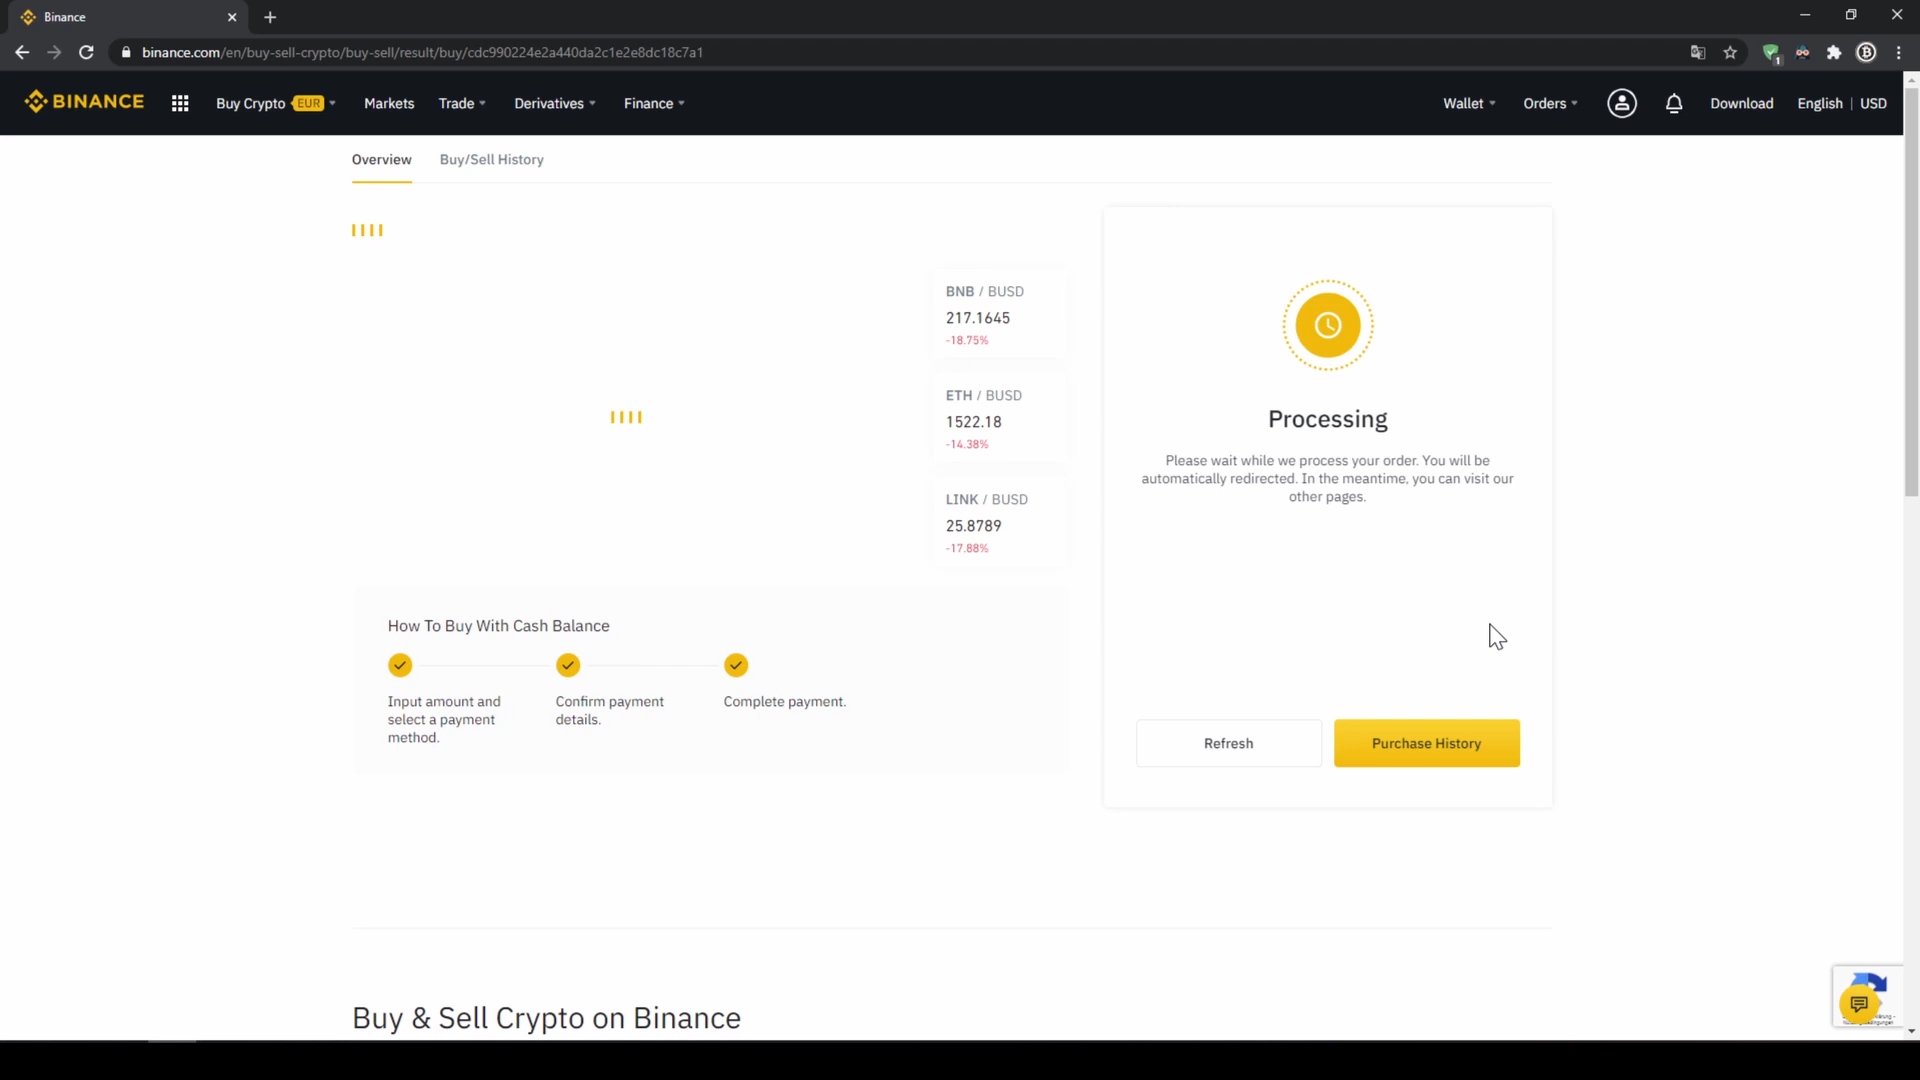 Binance
binance.com/en/buy-sell-crypto/buy-sell/result/buy/cdc990224e2a440da2c1e2e8dc18c7a1
1
BINANCE
Buy Crypto EUR
Markets
Trade
Derivatives
Finance
Wallet
Orders
Download
English | USD
Overview
Buy/Sell History
BNB / BUSD
217.1645
-18.75%
ETH / BUSD
1522.18
-14.38%
LINK / BUSD
25.8789
-17.88%
Processing
Please wait while we process your order. You will be
automatically redirected. In the meantime, you can visit our
other pages.
Refresh
Purchase History
How To Buy With Cash Balance
Input amount and
select a payment
method.
Confirm payment
details.
Complete payment.
Buy & Sell Crypto on Binance